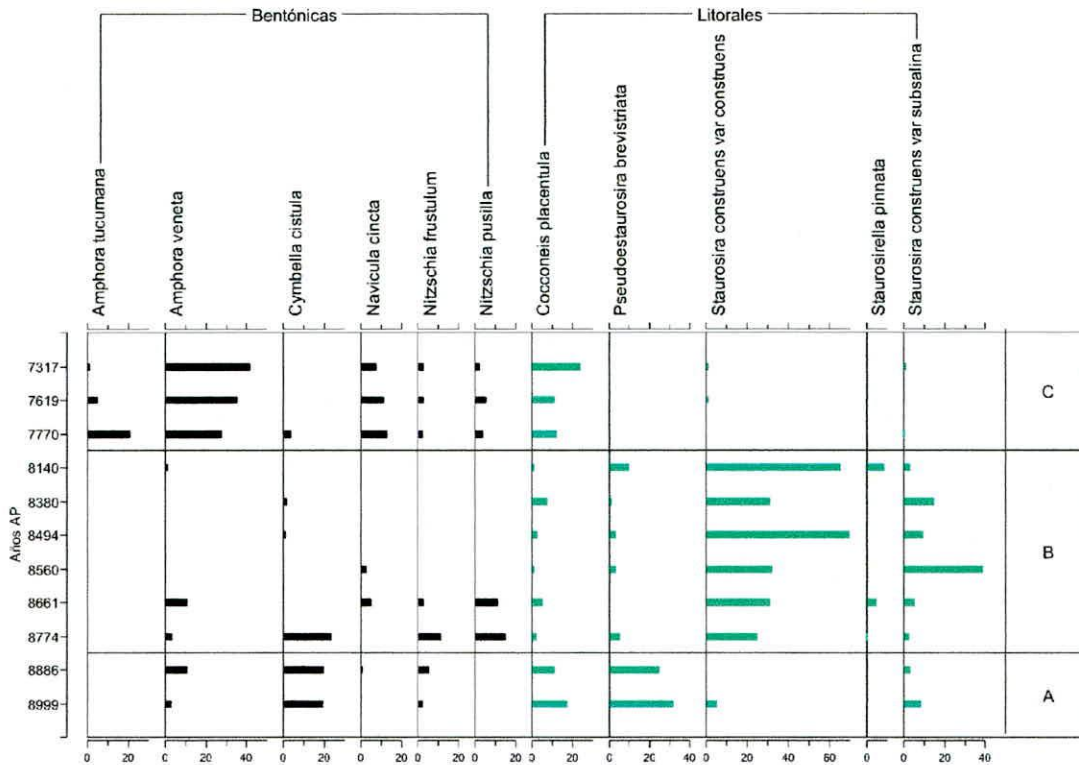 Bentónicas
Litorales
Amphora tucumana
Amphora veneta
Cymbella cistula
Navicula cincta
Nitzschia frustulum
Nitzschia pusilla
Cocconeis placentula
Pseudoestaurosira brevistriata
Staurosira construens var construens
Staurosirella pinnata
Staurosira construens var subsalina
Años AP
7317
7619
7770
8140
8380
8494
8560
8661
8774
8886
8999
C
B
A
0 20 0 20 40 0 20 0 20 0 20 0 20 0 20 0 20 40 0 20 40 60 0 0 20 40